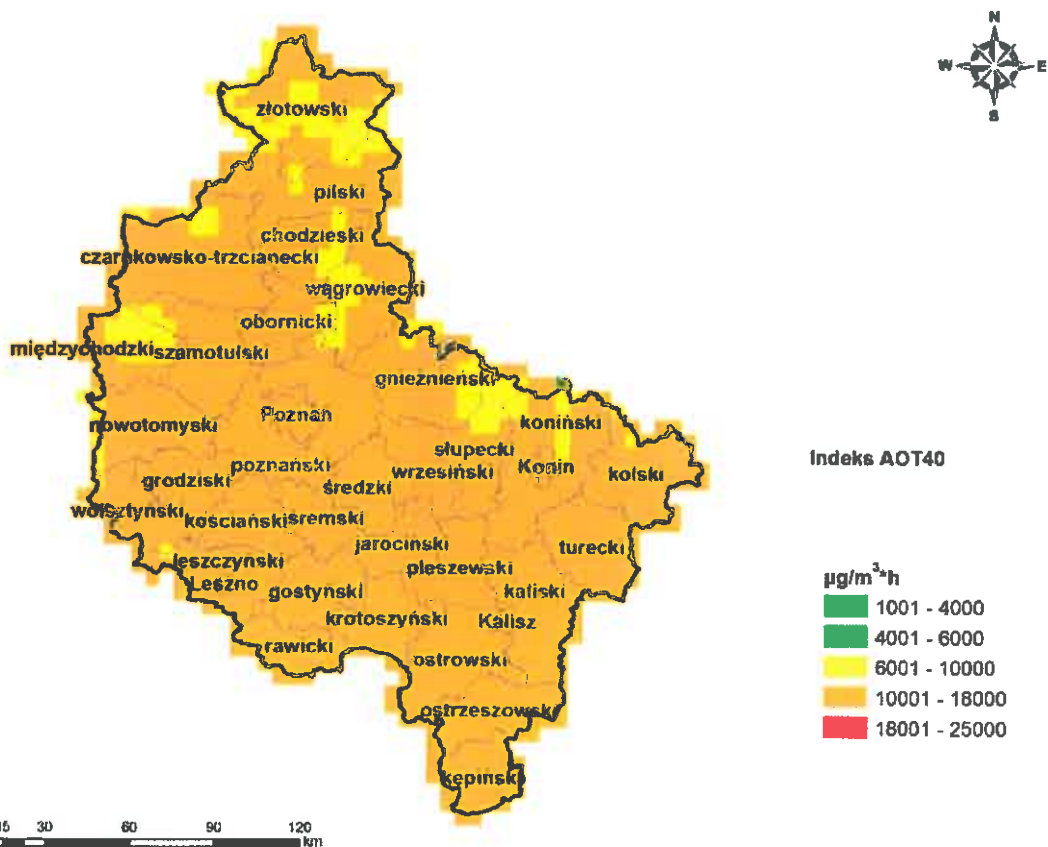 N
W E
S
złotowski
pilski
chodzieski
czarnkowsko-trzcianecki
wągrowiecki
obornicki
międzychodzki szamotulski
gnieźnieński
Poznań
nowotomyski
koniński
słupecki
poznański
wrzesiński
Konin
kolski
grodziski
średzki
wolsztyński
kościański
śremski
jarociński
turecki
leszczyński
pleszewski
Leszno
gostyński
kaliski
krotoszyński
Kalisz
rawicki
ostrowski
ostrzeszowski
kępiński
Indeks AOT40
µg/m³*h
1001 - 4000
4001 - 6000
6001 - 10000
10001 - 18000
18001 - 25000
15 30 60 90 120
km